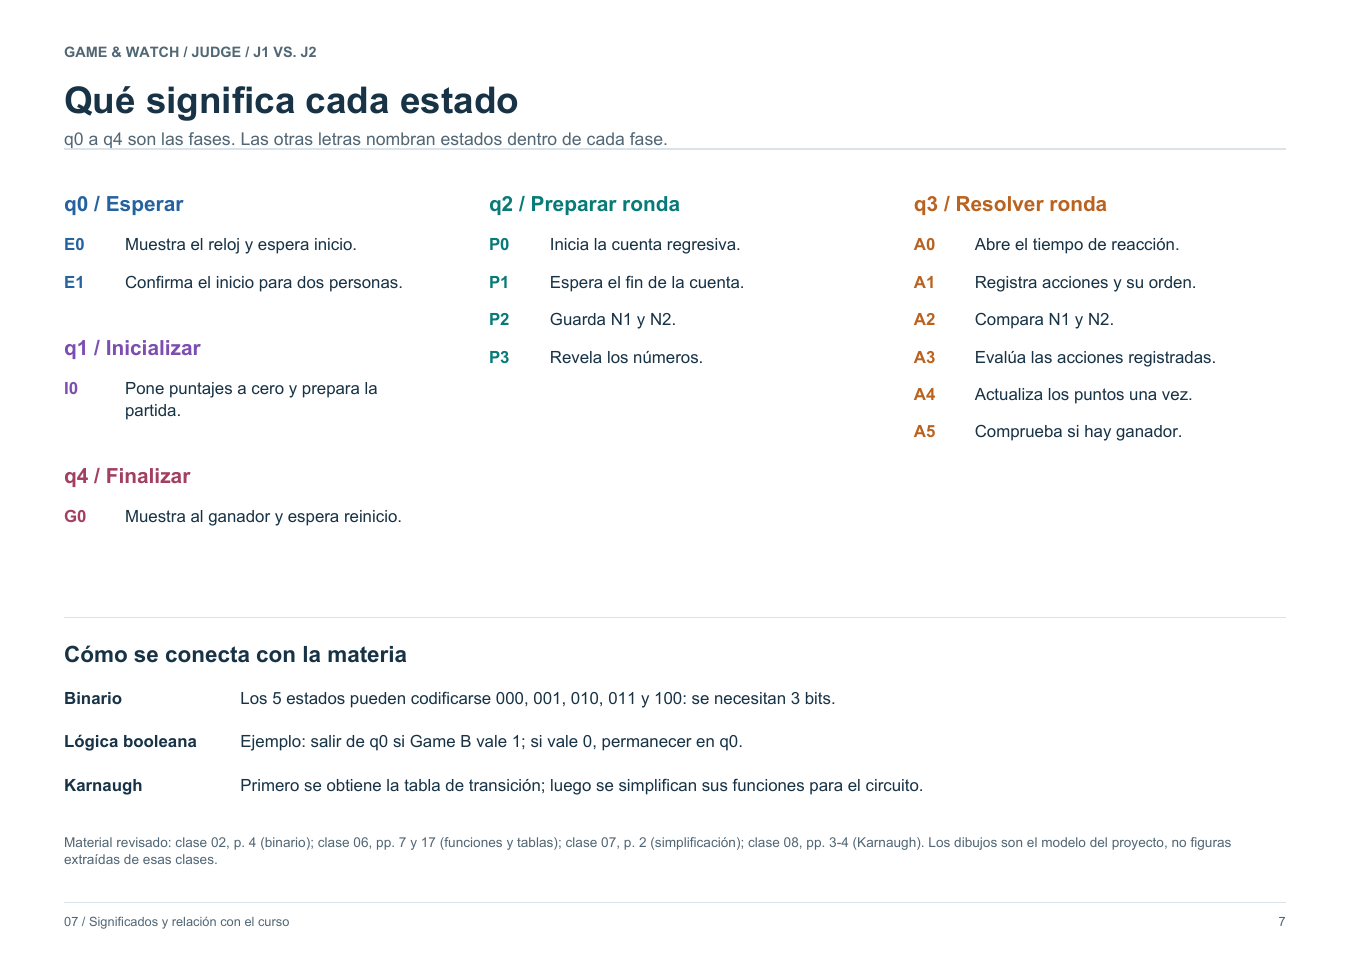 GAME & WATCH / JUDGE / J1 VS. J2
Qué significa cada estado
q0 a q4 son las fases. Las otras letras nombran estados dentro de cada fase.
q0 / Esperar
E0 Muestra el reloj y espera inicio.
E1 Confirma el inicio para dos personas.
q1 / Inicializar
I0 Pone puntajes a cero y prepara la
partida.
q4 / Finalizar
G0 Muestra al ganador y espera reinicio.
q2 / Preparar ronda
P0 Inicia la cuenta regresiva.
P1 Espera el fin de la cuenta.
P2 Guarda N1 y N2.
P3 Revela los números.
q3 / Resolver ronda
A0 Abre el tiempo de reacción.
A1 Registra acciones y su orden.
A2 Compara N1 y N2.
A3 Evalúa las acciones registradas.
A4 Actualiza los puntos una vez.
A5 Comprueba si hay ganador.
Cómo se conecta con la materia
Binario Los 5 estados pueden codificarse 000, 001, 010, 011 y 100: se necesitan 3 bits.
Lógica booleana Ejemplo: salir de q0 si Game B vale 1; si vale 0, permanecer en q0.
Karnaugh Primero se obtiene la tabla de transición; luego se simplifican sus funciones para el circuito.
Material revisado: clase 02, p. 4 (binario); clase 06, pp. 7 y 17 (funciones y tablas); clase 07, p. 2 (simplificación); clase 08, pp. 3-4 (Karnaugh). Los dibujos son el modelo del proyecto, no figuras
extraídas de esas clases.
07 / Significados y relación con el curso 7